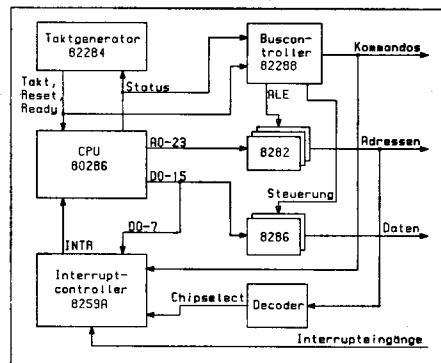 Taktgenerator
82284
Buscon-
troller
82288
Kommandos
Takt,
Reset,
Ready
Status
ALE
CPU
80286
A0-23
8282
Adressen
D0-15
Steuerung
8286
Daten
D0-7
INTR
Interrupt-
controller
8259A
Chipselect
Decoder
Interrupteingänge